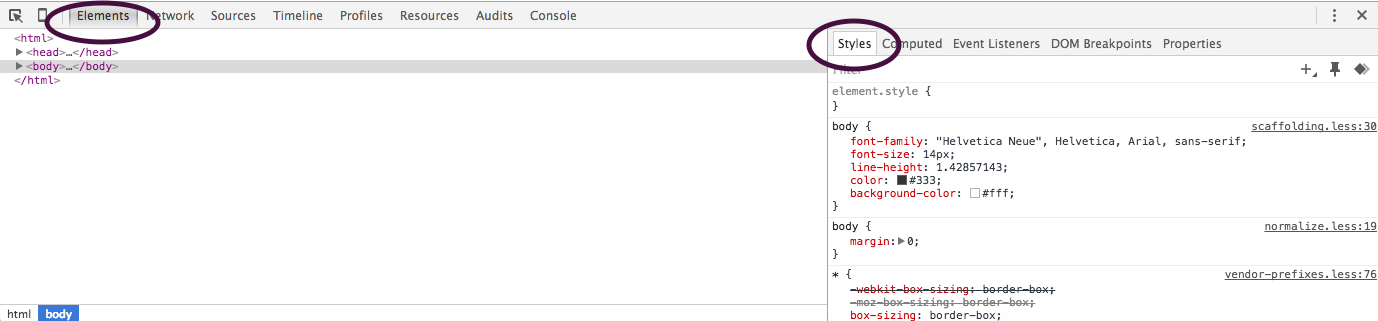 Elements Network Sources Timeline Profiles Resources Audits Console
<html>
<head>…</head>
<body>…</body>
</html>
html body
Styles Computed Event Listeners DOM Breakpoints Properties
Filter
element.style {
}
body { scaffolding.less:30
font-family: "Helvetica Neue", Helvetica, Arial, sans-serif;
font-size: 14px;
line-height: 1.42857143;
color: #333;
background-color: #fff;
}
body { normalize.less:19
margin: 0;
}
* { vendor-prefixes.less:76
-webkit-box-sizing: border-box;
-moz-box-sizing: border-box;
box-sizing: border-box;